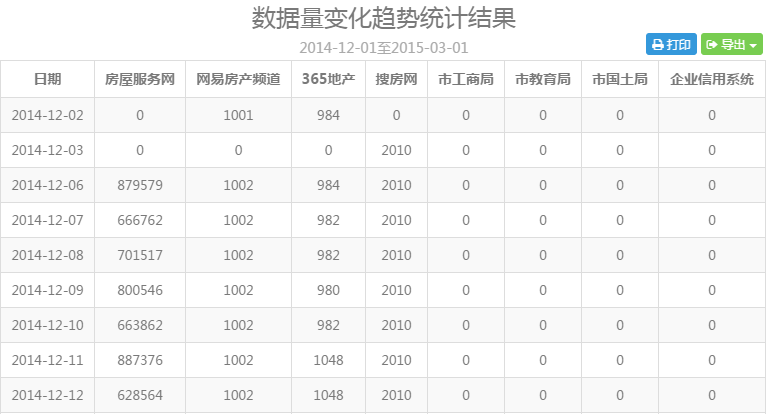 数据量变化趋势统计结果
2014-12-01至2015-03-01
打印 导出
日期 房屋服务网 网易房产频道 365地产 搜房网 市工商局 市教育局 市国土局 企业信用系统
2014-12-02 0 1001 984 0 0 0 0 0
2014-12-03 0 0 0 2010 0 0 0 0
2014-12-06 879579 1002 984 2010 0 0 0 0
2014-12-07 666762 1002 982 2010 0 0 0 0
2014-12-08 701517 1002 982 2010 0 0 0 0
2014-12-09 800546 1002 980 2010 0 0 0 0
2014-12-10 663862 1002 982 2010 0 0 0 0
2014-12-11 887376 1002 1048 2010 0 0 0 0
2014-12-12 628564 1002 1048 2010 0 0 0 0